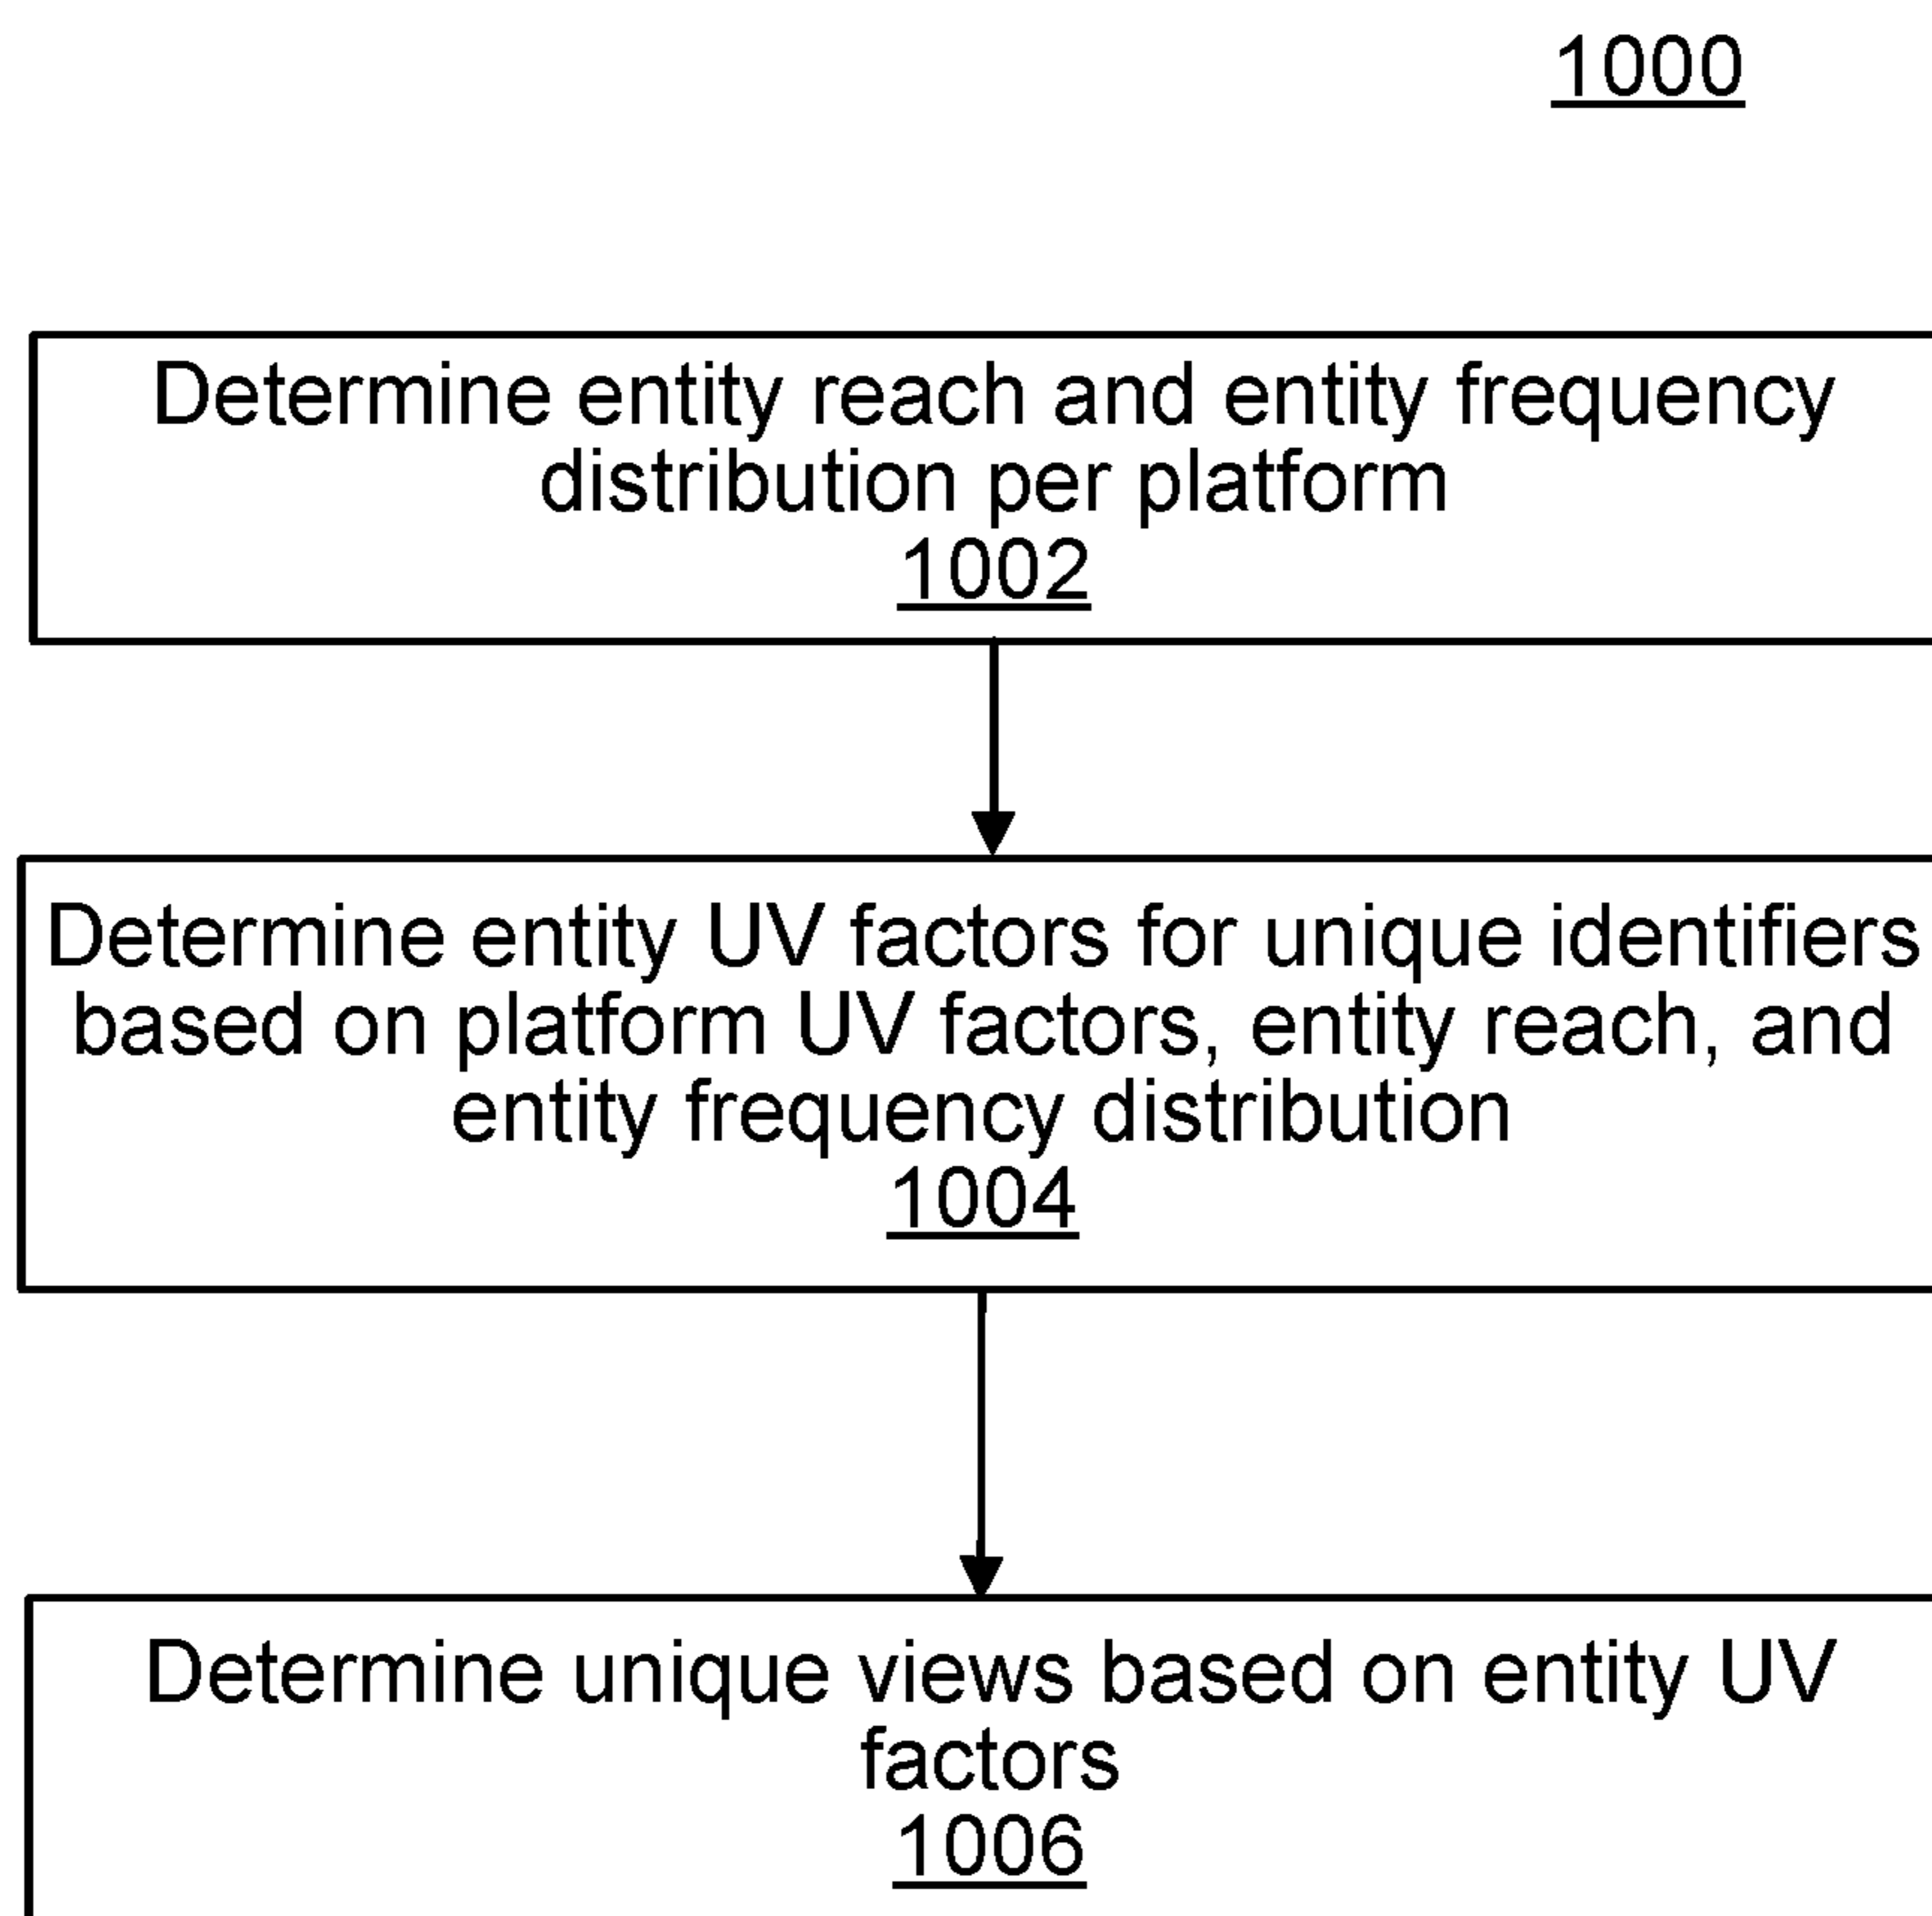 1000
Determine entity reach and entity frequency
distribution per platform
1002
Determine entity UV factors for unique identifiers
based on platform UV factors, entity reach, and
entity frequency distribution
1004
Determine unique views based on entity UV
factors
1006